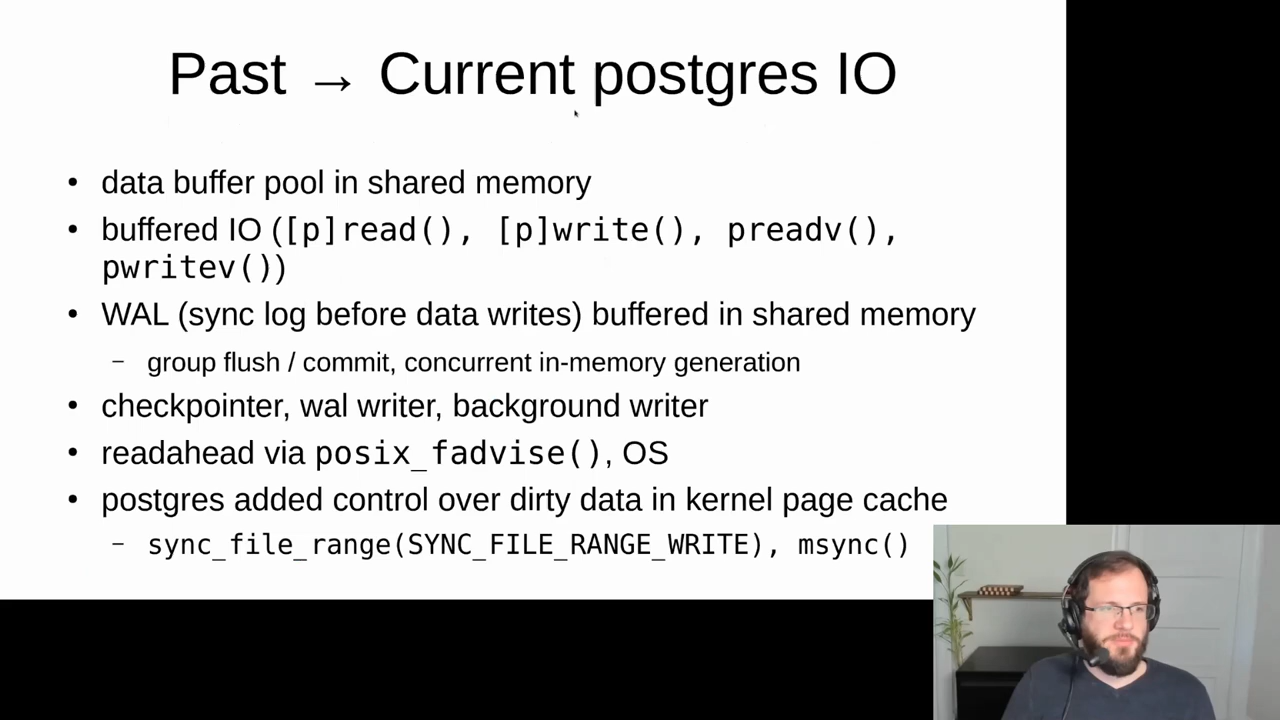 Past → Current postgres IO
• data buffer pool in shared memory
• buffered IO ([p]read(), [p]write(), preadv(),
pwritev())
• WAL (sync log before data writes) buffered in shared memory
– group flush / commit, concurrent in-memory generation
• checkpointer, wal writer, background writer
• readahead via posix_fadvise(), OS
• postgres added control over dirty data in kernel page cache
– sync_file_range(SYNC_FILE_RANGE_WRITE), msync()